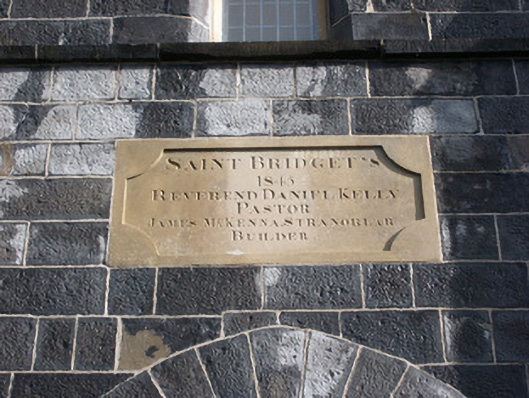 SAINT BRIDGET'S
1845
REVEREND DANIEL KELLY
PASTOR
JAMES McKENNA. STRANORLAR
BUILDER